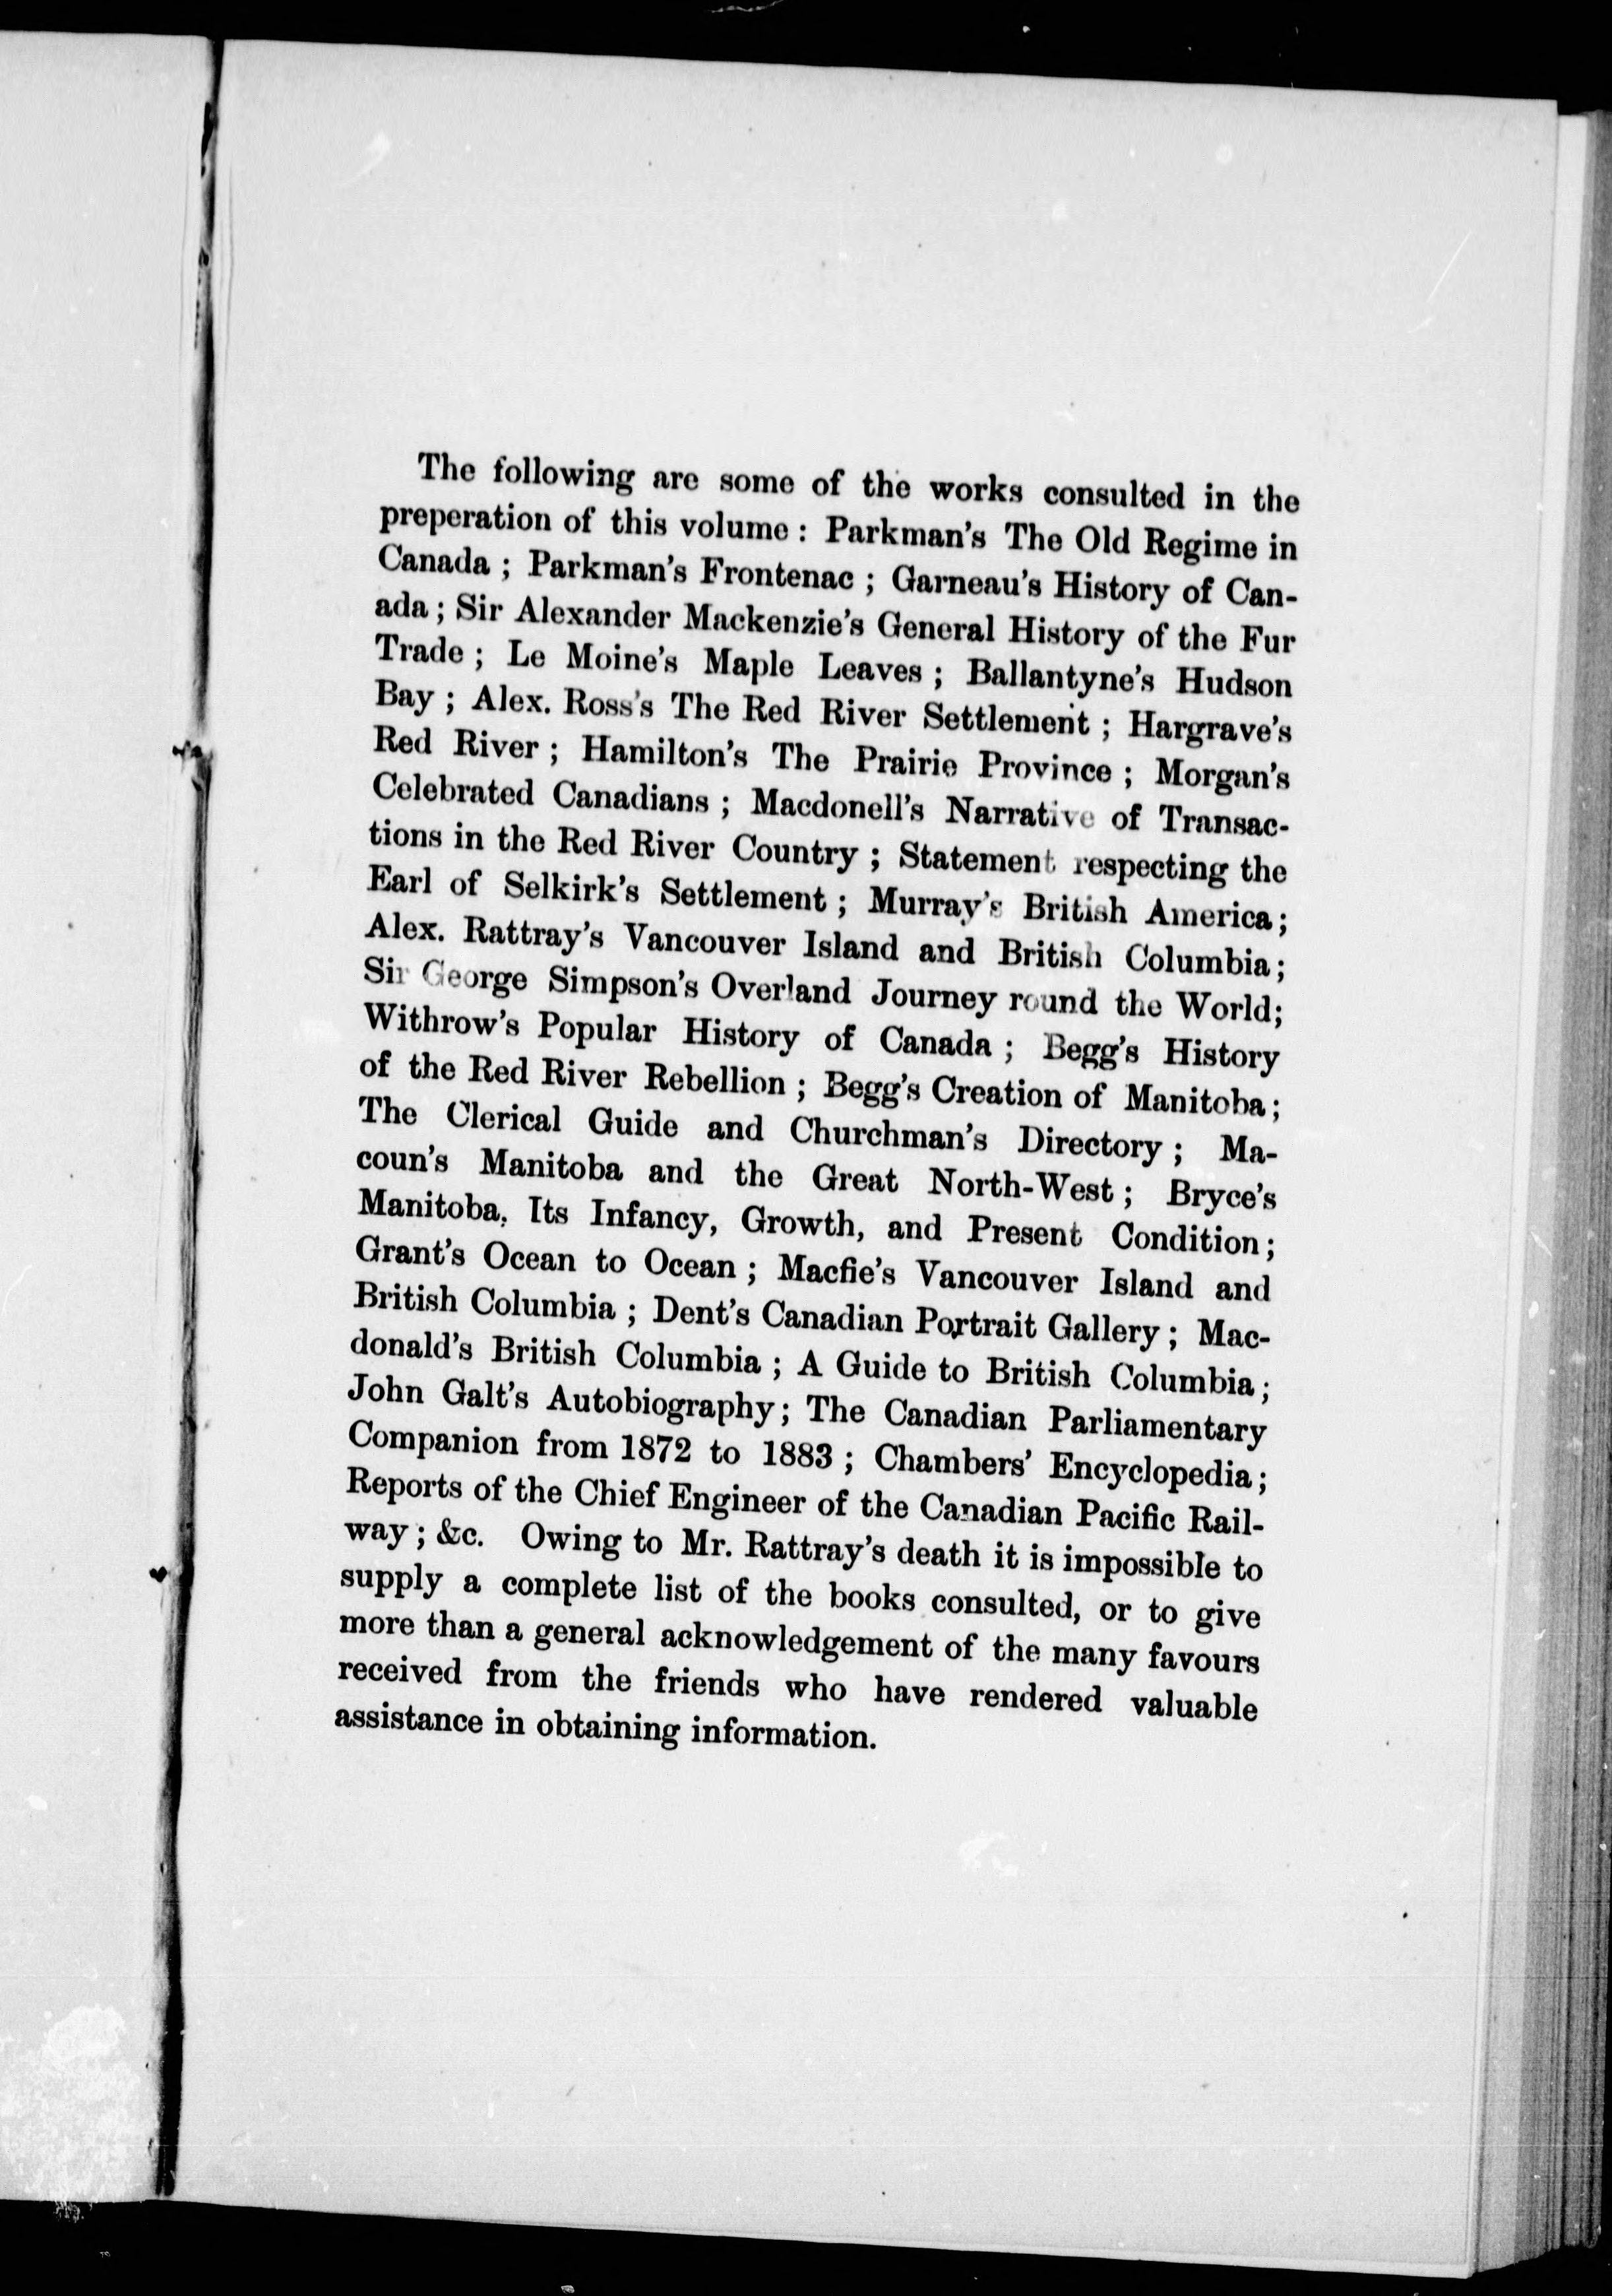 The following are some of the works consulted in the
preperation of this volume : Parkman's The Old Regime in
Canada ; Parkman's Frontenac ; Garneau's History of Can-
ada ; Sir Alexander Mackenzie's General History of the Fur
Trade ; Le Moine's Maple Leaves ; Ballantyne's Hudson
Bay ; Alex. Ross's The Red River Settlement ; Hargrave's
Red River ; Hamilton's The Prairie Province ; Morgan's
Celebrated Canadians ; Macdonell's Narrative of Transac-
tions in the Red River Country ; Statement respecting the
Earl of Selkirk's Settlement ; Murray's British America ;
Alex. Rattray's Vancouver Island and British Columbia ;
Sir George Simpson's Overland Journey round the World;
Withrow's Popular History of Canada ; Begg's History
of the Red River Rebellion ; Begg's Creation of Manitoba ;
The Clerical Guide and Churchman's Directory ; Ma-
coun's Manitoba and the Great North-West ; Bryce's
Manitoba, Its Infancy, Growth, and Present Condition ;
Grant's Ocean to Ocean ; Macfie's Vancouver Island and
British Columbia ; Dent's Canadian Portrait Gallery ; Mac-
donald's British Columbia ; A Guide to British Columbia ;
John Galt's Autobiography ; The Canadian Parliamentary
Companion from 1872 to 1883 ; Chambers' Encyclopedia ;
Reports of the Chief Engineer of the Canadian Pacific Rail-
way ; &c. Owing to Mr. Rattray's death it is impossible to
supply a complete list of the books consulted, or to give
more than a general acknowledgement of the many favours
received from the friends who have rendered valuable
assistance in obtaining information.